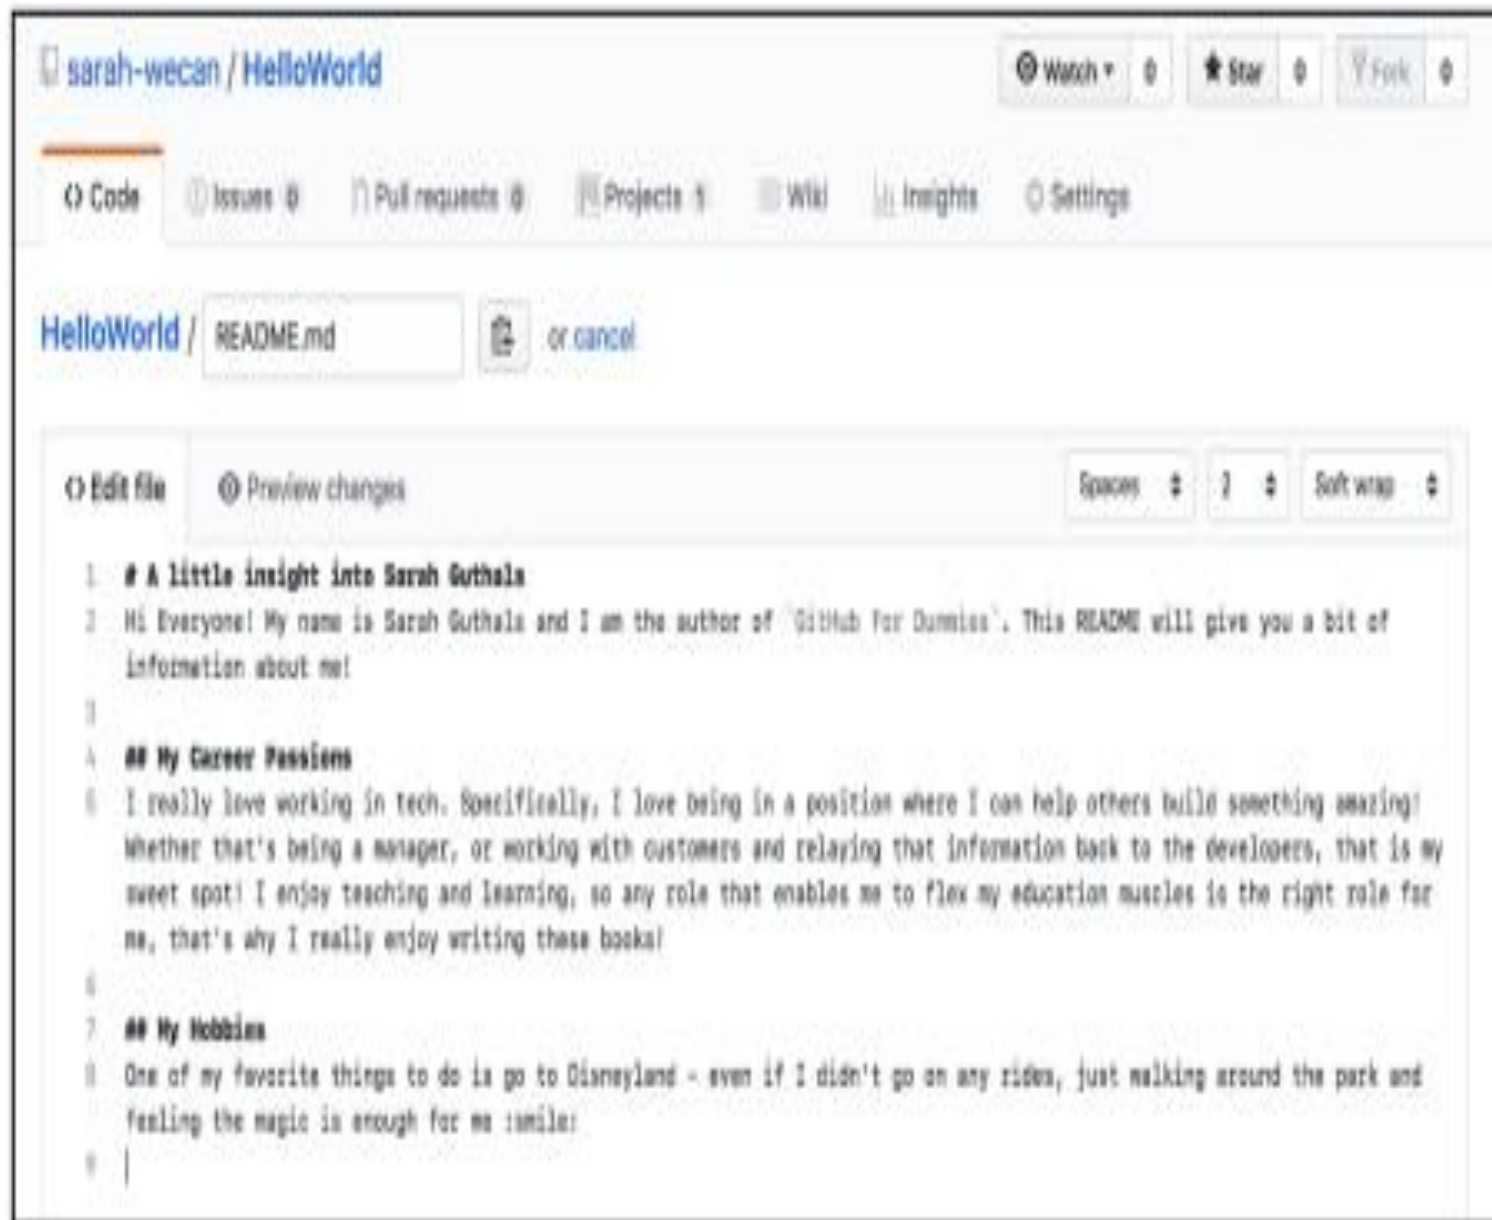 sarah-wecan / HelloWorld
Watch 0 Star 0 Fork 0
Code Issues 0 Pull requests 0 Projects 1 Wiki Insights Settings
HelloWorld / README.md or cancel
Edit file Preview changes Spaces 2 Soft wrap
1 # A little insight into Sarah Guthals
2 Hi Everyone! My name is Sarah Guthals and I am the author of `GitHub For Dummies`. This README will give you a bit of
information about me!
3
4 ## My Career Passions
5 I really love working in tech. Specifically, I love being in a position where I can help others build something amazing!
Whether that's being a manager, or working with customers and relaying that information back to the developers, that is my
sweet spot! I enjoy teaching and learning, so any role that enables me to flex my education muscles is the right role for
me, that's why I really enjoy writing these books!
6
7 ## My Hobbies
8 One of my favorite things to do is go to Disneyland - even if I didn't go on any rides, just walking around the park and
feeling the magic is enough for me :smile:
9